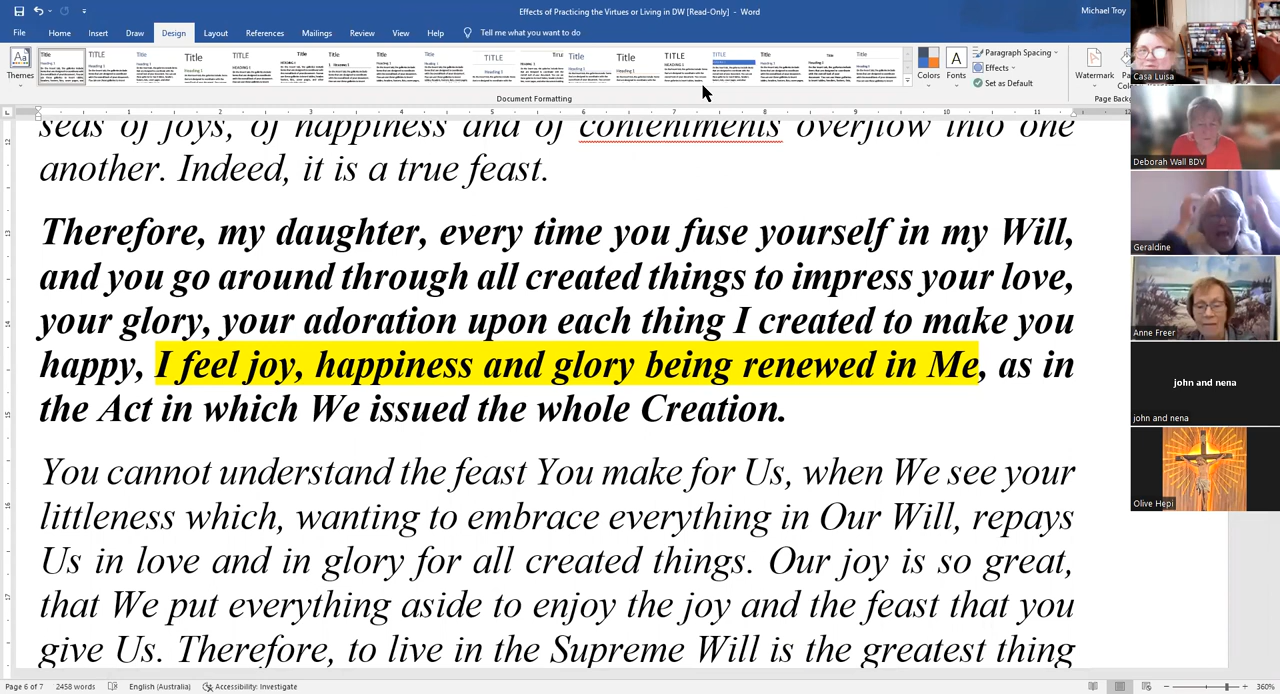 Effects of Practicing the Virtues or Living in DW [Read-Only] - Word
Michael Troy
File Home Insert Draw Design Layout References Mailings Review View Help Tell me what you want to do
Themes
Document Formatting
Colors
Fonts
Paragraph Spacing
Effects
Set as Default
Watermark
seas of joys, of happiness and of contentments overflow into one
another. Indeed, it is a true feast.
Therefore, my daughter, every time you fuse yourself in my Will,
and you go around through all created things to impress your love,
your glory, your adoration upon each thing I created to make you
happy, I feel joy, happiness and glory being renewed in Me, as in
the Act in which We issued the whole Creation.
You cannot understand the feast You make for Us, when We see your
littleness which, wanting to embrace everything in Our Will, repays
Us in love and in glory for all created things. Our joy is so great,
that We put everything aside to enjoy the joy and the feast that you
give Us. Therefore, to live in the Supreme Will is the greatest thing
Casa Luisa
Deborah Wall BDV
Geraldine
Anne Freer
john and nena
john and nena
Olive Hepi
Page 6 of 7 2458 words English (Australia) Accessibility: Investigate
360%